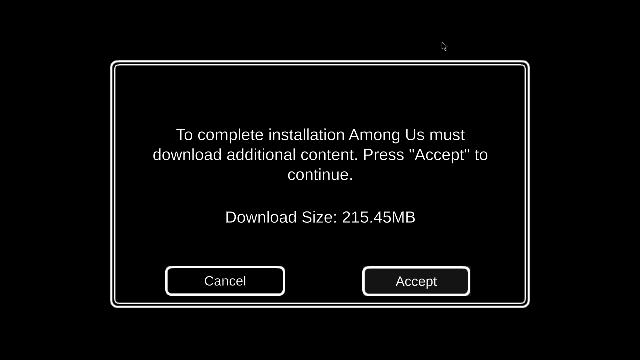 To complete installation Among Us must
download additional content. Press "Accept" to
continue.
Download Size: 215.45MB
Cancel
Accept